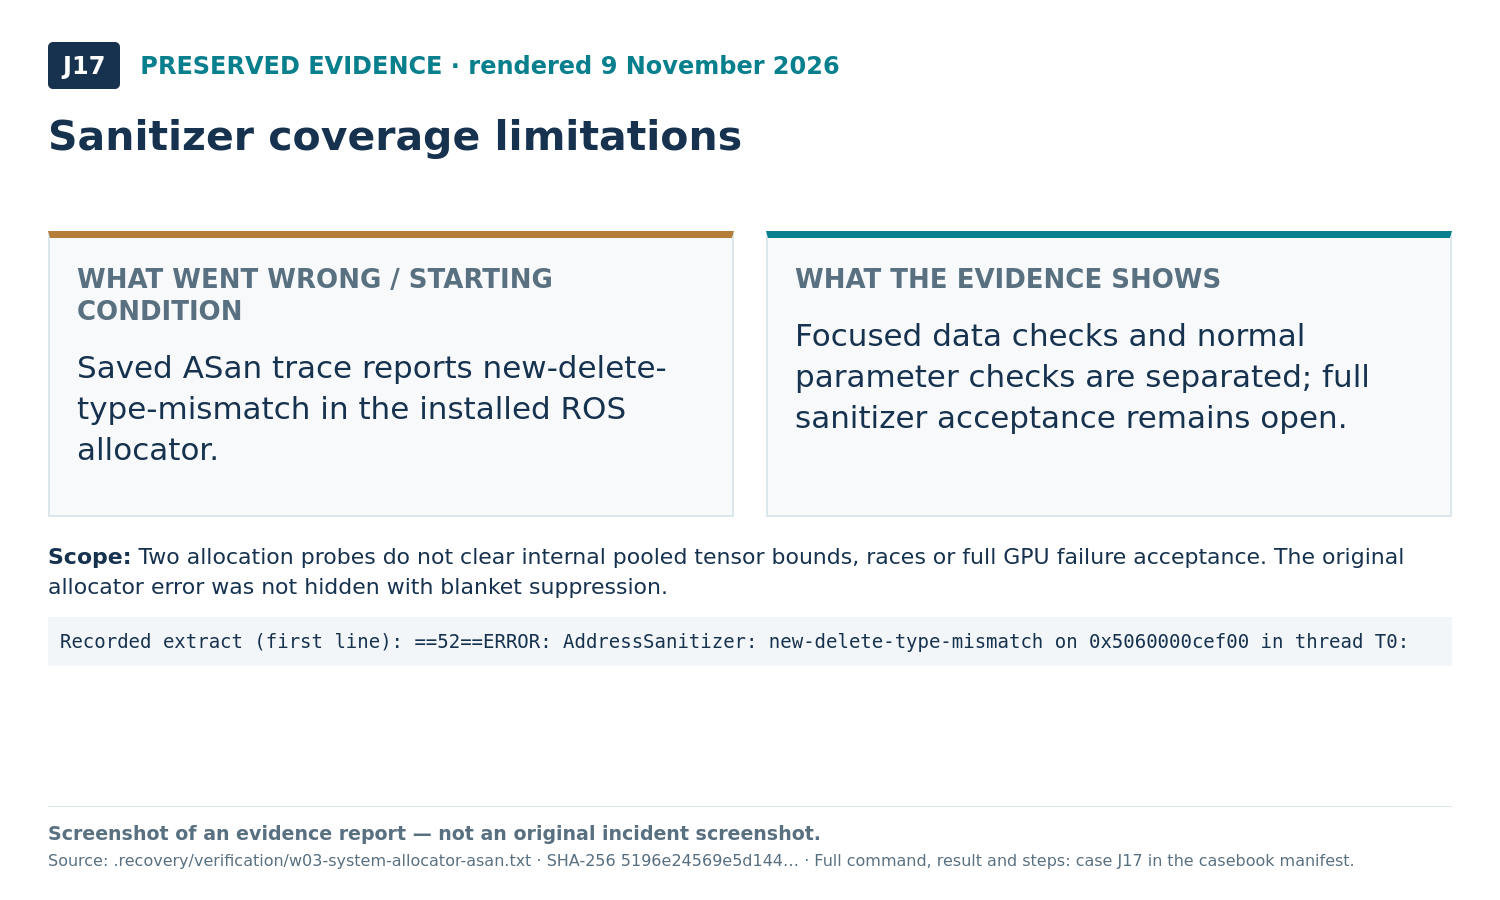 J17
PRESERVED EVIDENCE · rendered 9 November 2026
Sanitizer coverage limitations
WHAT WENT WRONG / STARTING
CONDITION
Saved ASan trace reports new-delete-
type-mismatch in the installed ROS
allocator.
WHAT THE EVIDENCE SHOWS
Focused data checks and normal
parameter checks are separated; full
sanitizer acceptance remains open.
Scope: Two allocation probes do not clear internal pooled tensor bounds, races or full GPU failure acceptance. The original
allocator error was not hidden with blanket suppression.
Recorded extract (first line): ==52==ERROR: AddressSanitizer: new-delete-type-mismatch on 0x5060000cef00 in thread T0:
Screenshot of an evidence report — not an original incident screenshot.
Source: .recovery/verification/w03-system-allocator-asan.txt · SHA-256 5196e24569e5d144… · Full command, result and steps: case J17 in the casebook manifest.